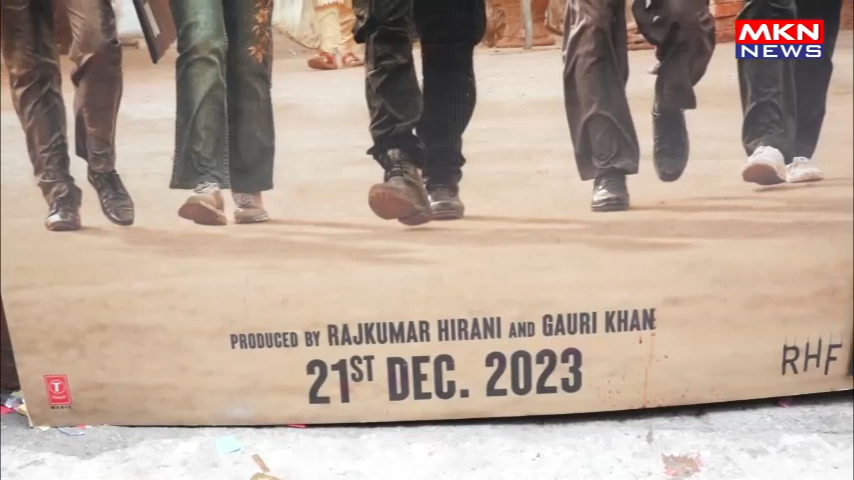 MKN
NEWS
PRODUCED BY RAJKUMAR HIRANI AND GAURI KHAN
21ST DEC. 2023
RHF
T